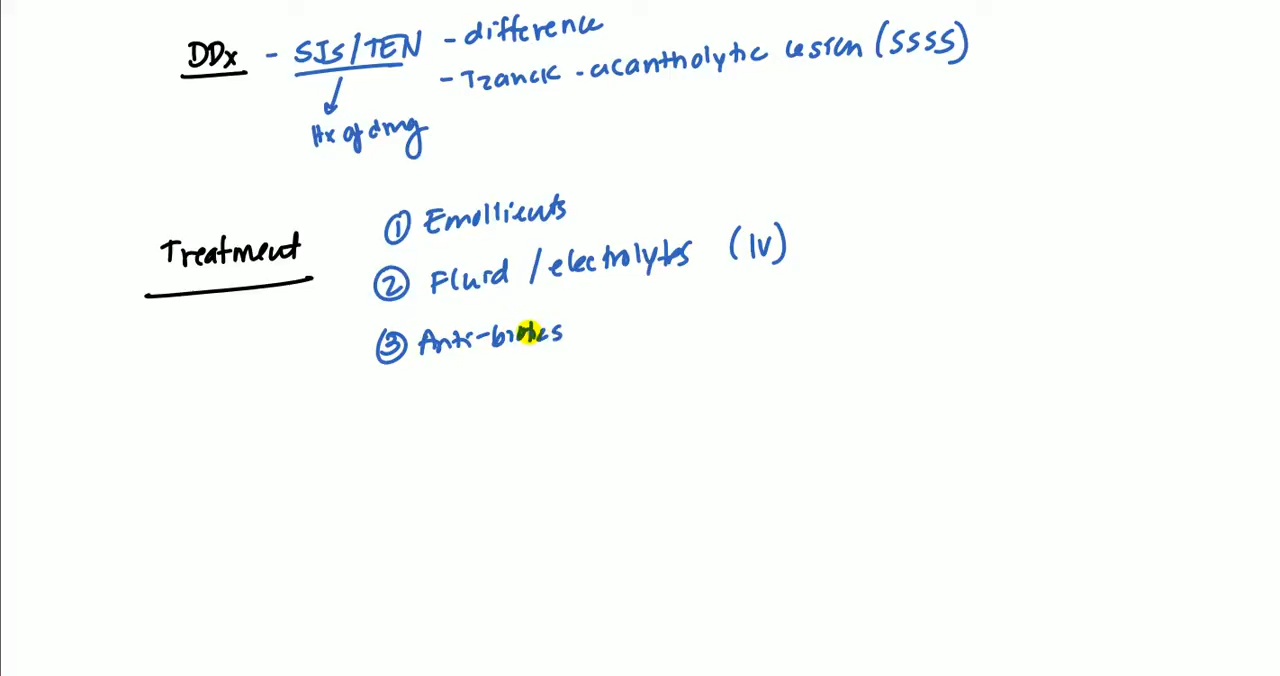 DDx - SJS/TEN - difference
- Tzanck - acantholytic lesion (SSSS)
Hx of drug
Treatment
① Emollients
② Fluid / electrolytes (IV)
③ Anti-biotics